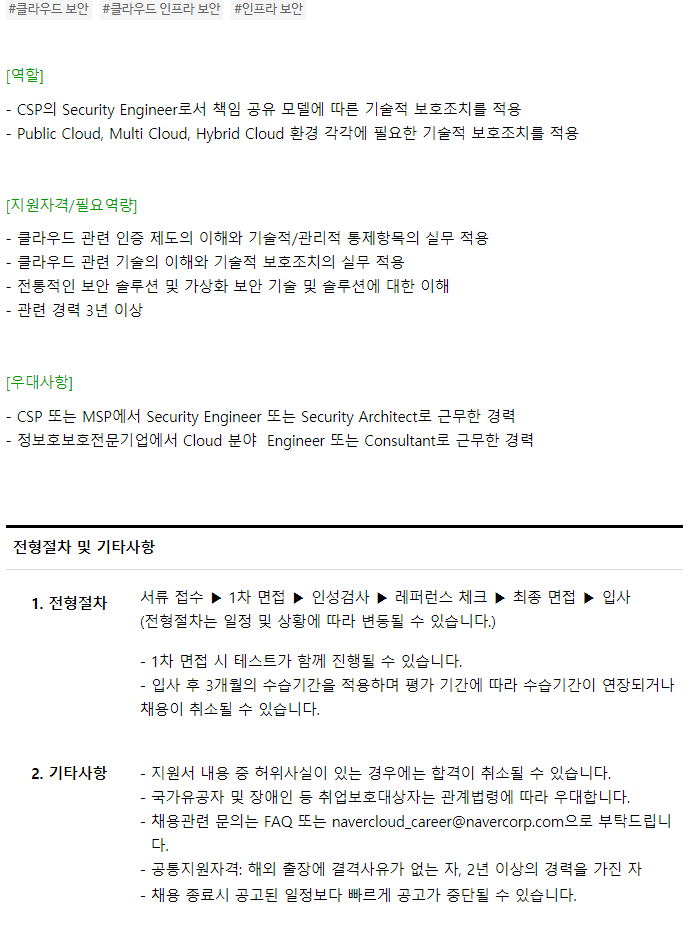 #클라우드 보안 #클라우드 인프라 보안 #인프라 보안
[역할]
- CSP의 Security Engineer로서 책임 공유 모델에 따른 기술적 보호조치를 적용
- Public Cloud, Multi Cloud, Hybrid Cloud 환경 각각에 필요한 기술적 보호조치를 적용
[지원자격/필요역량]
- 클라우드 관련 인증 제도의 이해와 기술적/관리적 통제항목의 실무 적용
- 클라우드 관련 기술의 이해와 기술적 보호조치의 실무 적용
- 전통적인 보안 솔루션 및 가상화 보안 기술 및 솔루션에 대한 이해
- 관련 경력 3년 이상
[우대사항]
- CSP 또는 MSP에서 Security Engineer 또는 Security Architect로 근무한 경력
- 정보호보호전문기업에서 Cloud 분야 Engineer 또는 Consultant로 근무한 경력
전형절차 및 기타사항
1. 전형절차
서류 접수 ▶ 1차 면접 ▶ 인성검사 ▶ 레퍼런스 체크 ▶ 최종 면접 ▶ 입사
(전형절차는 일정 및 상황에 따라 변동될 수 있습니다.)
- 1차 면접 시 테스트가 함께 진행될 수 있습니다.
- 입사 후 3개월의 수습기간을 적용하며 평가 기간에 따라 수습기간이 연장되거나
채용이 취소될 수 있습니다.
2. 기타사항
- 지원서 내용 중 허위사실이 있는 경우에는 합격이 취소될 수 있습니다.
- 국가유공자 및 장애인 등 취업보호대상자는 관계법령에 따라 우대합니다.
- 채용관련 문의는 FAQ 또는 navercloud_career@navercorp.com으로 부탁드립니
다.
- 공통지원자격: 해외 출장에 결격사유가 없는 자, 2년 이상의 경력을 가진 자
- 채용 종료시 공고된 일정보다 빠르게 공고가 중단될 수 있습니다.